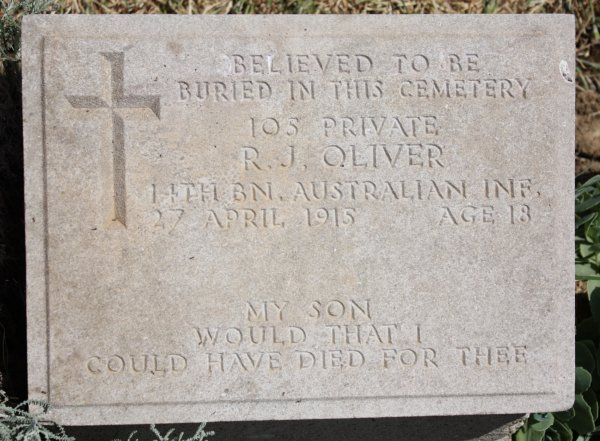 BELIEVED TO BE
BURIED IN THIS CEMETERY
105 PRIVATE
R. J. OLIVER
14TH BN. AUSTRALIAN INF.
27 APRIL 1915 AGE 18
MY SON
WOULD THAT I
COULD HAVE DIED FOR THEE